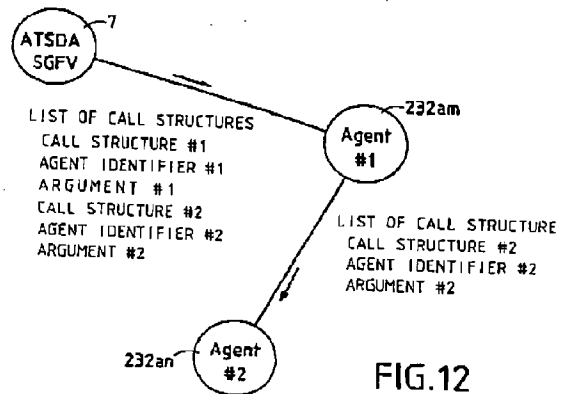 7
ATSDA
SGFV
232am
Agent
#1
LIST OF CALL STRUCTURES
CALL STRUCTURE #1
AGENT IDENTIFIER #1
ARGUMENT #1
CALL STRUCTURE #2
AGENT IDENTIFIER #2
ARGUMENT #2
LIST OF CALL STRUCTURE
CALL STRUCTURE #2
AGENT IDENTIFIER #2
ARGUMENT #2
232an
Agent
#2
FIG.12